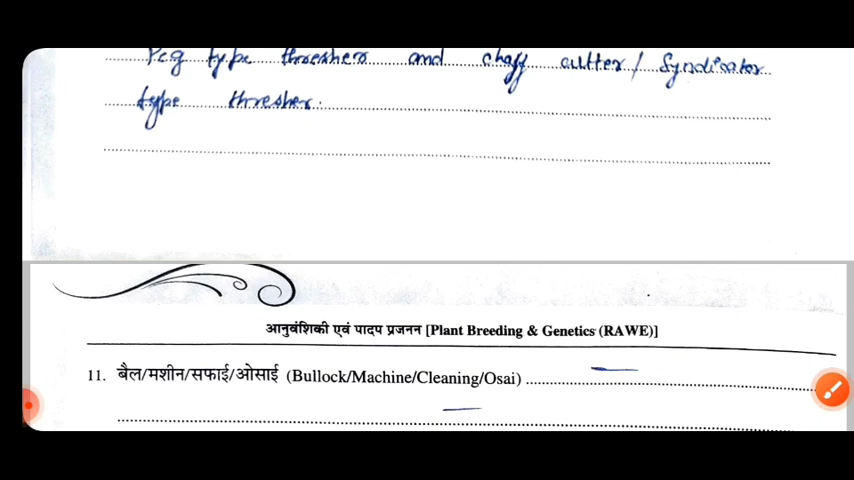 Peg type threshers and chaff cutter/ Syndicator
type thresher.
आनुवंशिकी एवं पादप प्रजनन [Plant Breeding & Genetics (RAWE)]
11. बैल/मशीन/सफाई/ओसाई (Bullock/Machine/Cleaning/Osai)